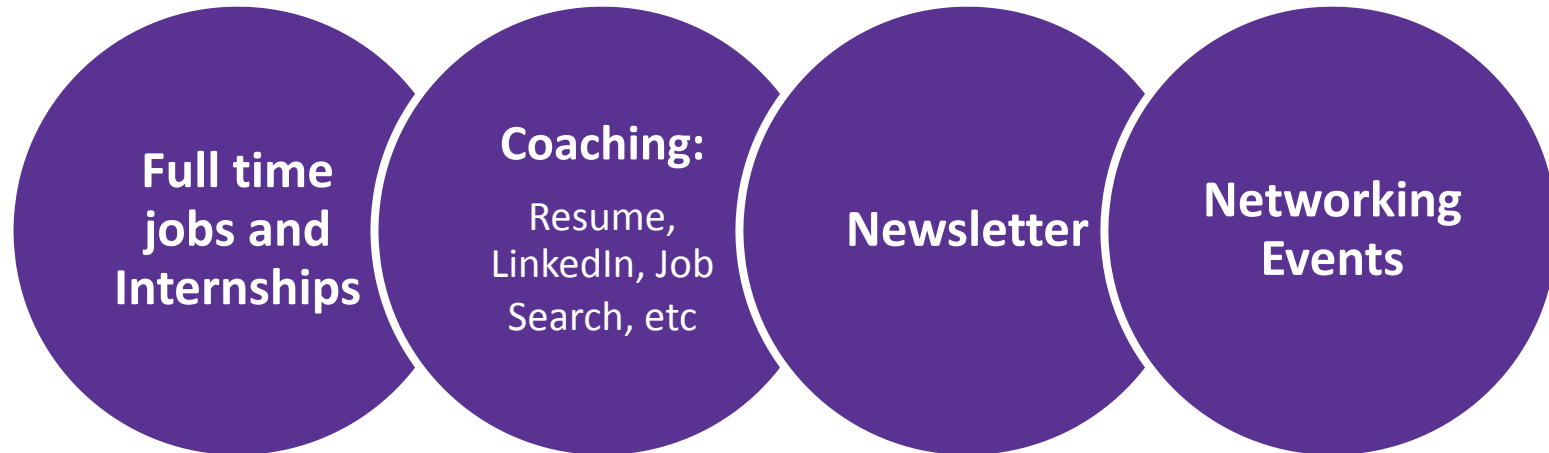 Full time
jobs and
Internships
Coaching:
Resume,
LinkedIn, Job
Search, etc
Newsletter
Networking
Events